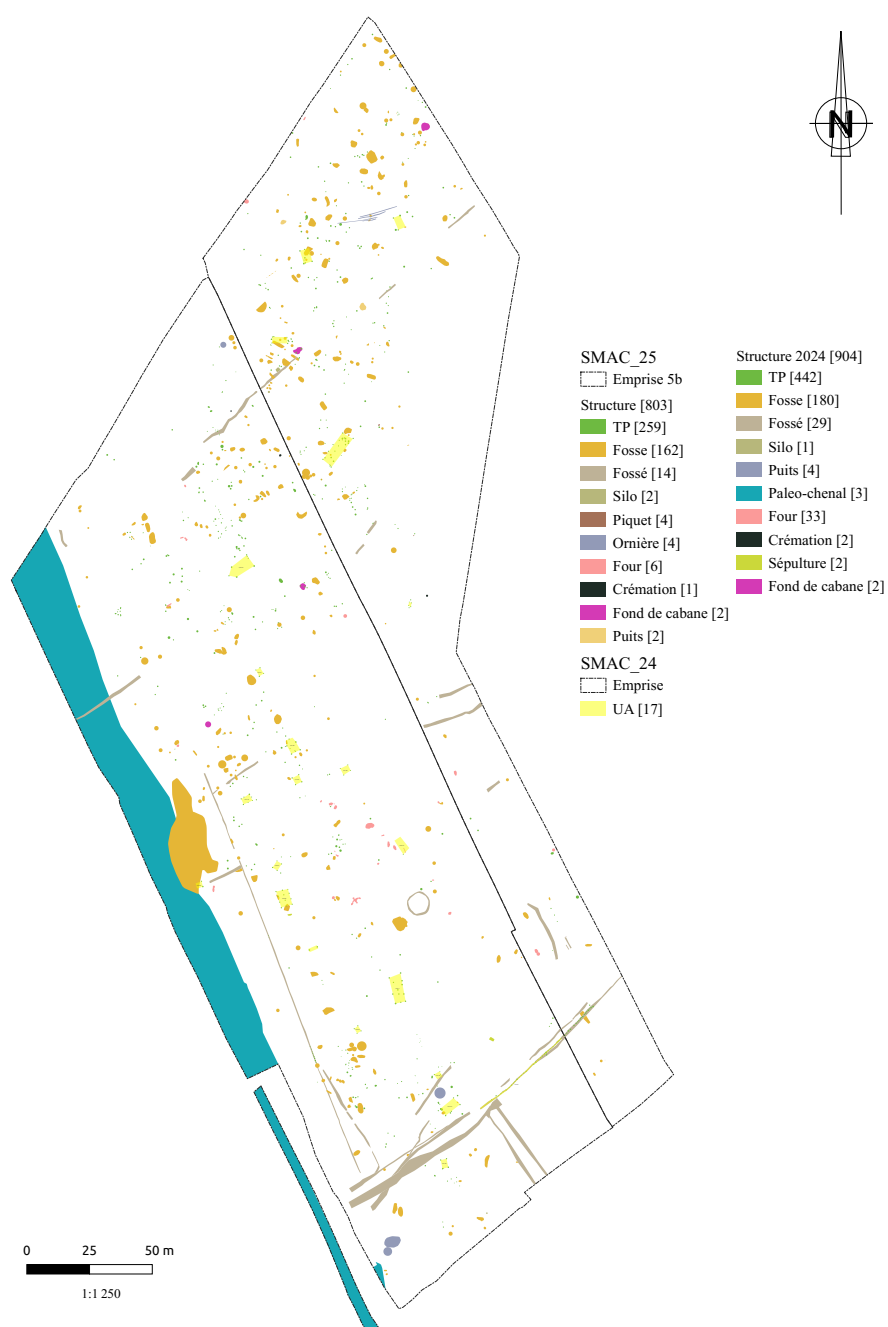 N
SMAC_25
Emprise 5b
Structure [803]
TP [259]
Fosse [162]
Fossé [14]
Silo [2]
Piquet [4]
Ornière [4]
Four [6]
Crémation [1]
Fond de cabane [2]
Puits [2]
SMAC_24
Emprise
UA [17]
Structure 2024 [904]
TP [442]
Fosse [180]
Fossé [29]
Silo [1]
Puits [4]
Paleo-chenal [3]
Four [33]
Crémation [2]
Sépulture [2]
Fond de cabane [2]
0 25 50 m
1:1 250